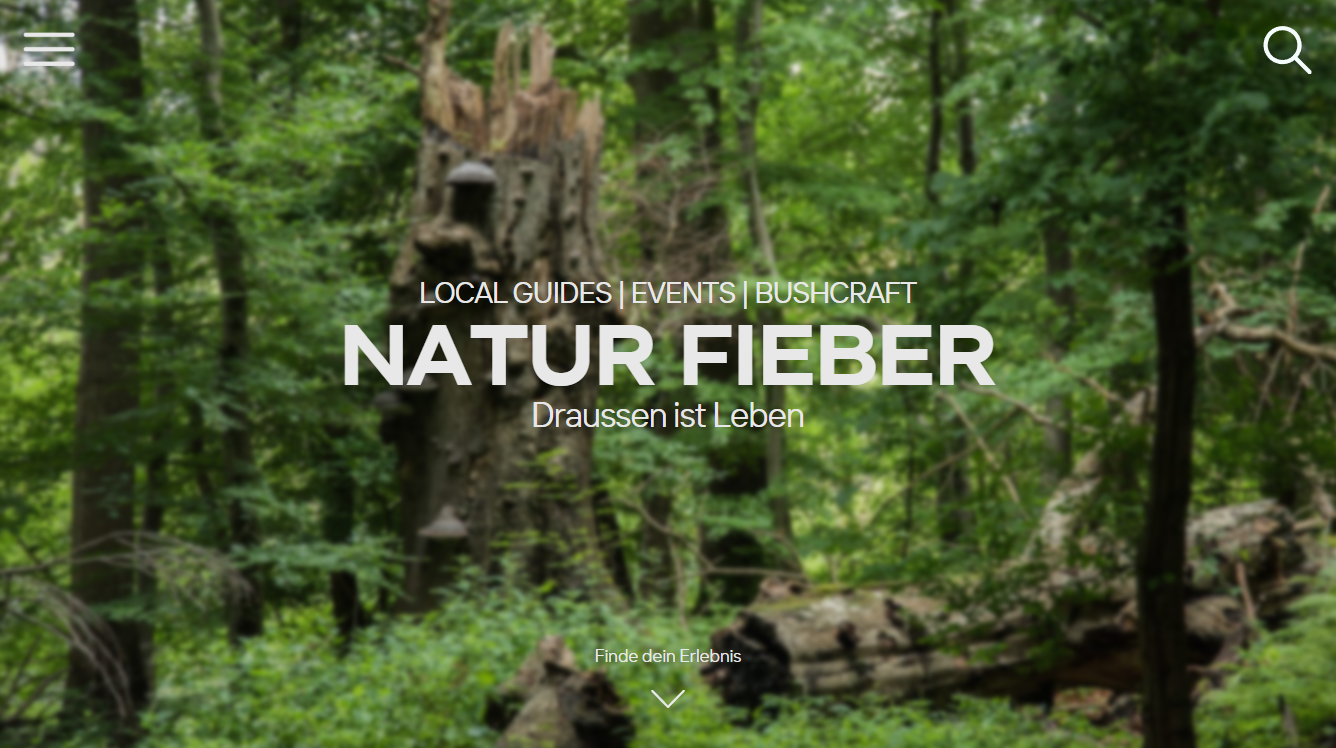 LOCAL GUIDES | EVENTS | BUSHCRAFT
NATUR FIEBER
Draussen ist Leben
Finde dein Erlebnis